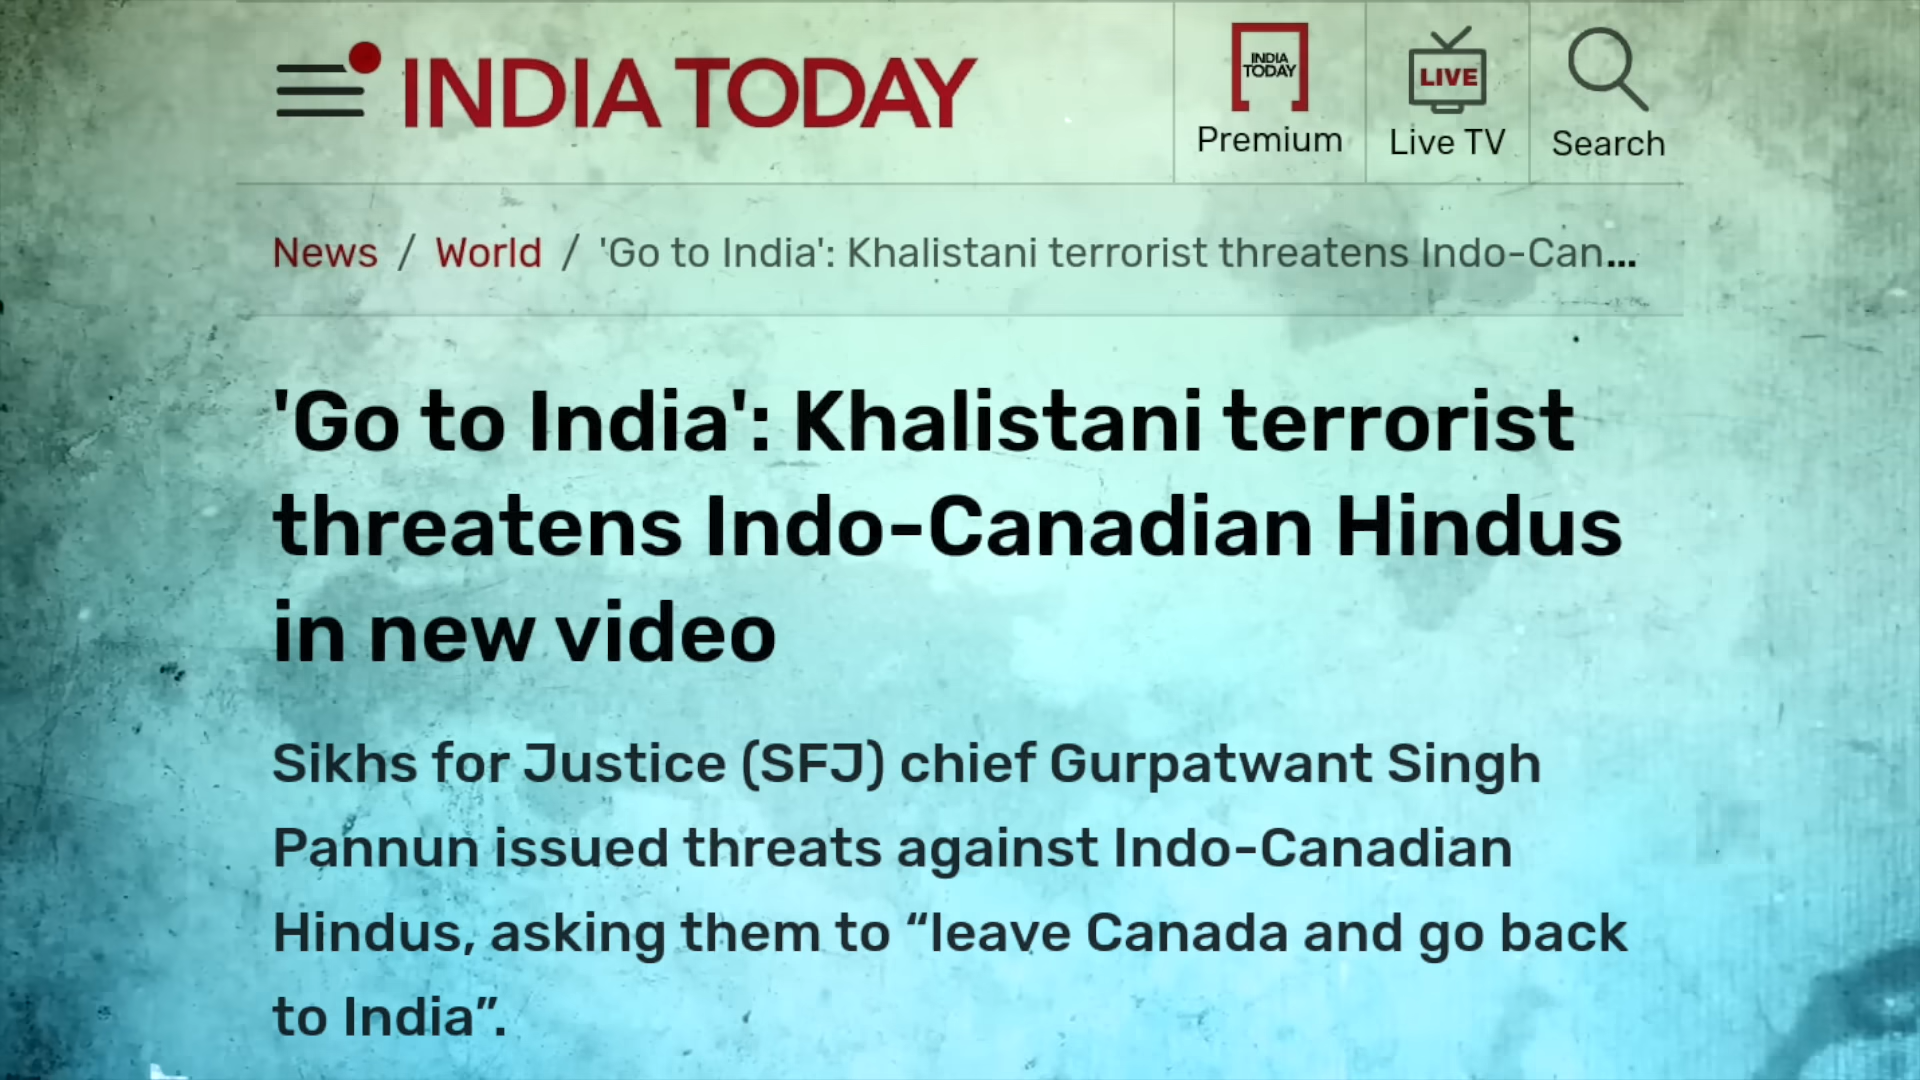 INDIA TODAY
INDIA
TODAY
Premium
LIVE
Live TV
Search
News / World / 'Go to India': Khalistani terrorist threatens Indo-Can...
'Go to India': Khalistani terrorist
threatens Indo-Canadian Hindus
in new video
Sikhs for Justice (SFJ) chief Gurpatwant Singh
Pannun issued threats against Indo-Canadian
Hindus, asking them to “leave Canada and go back
to India”.